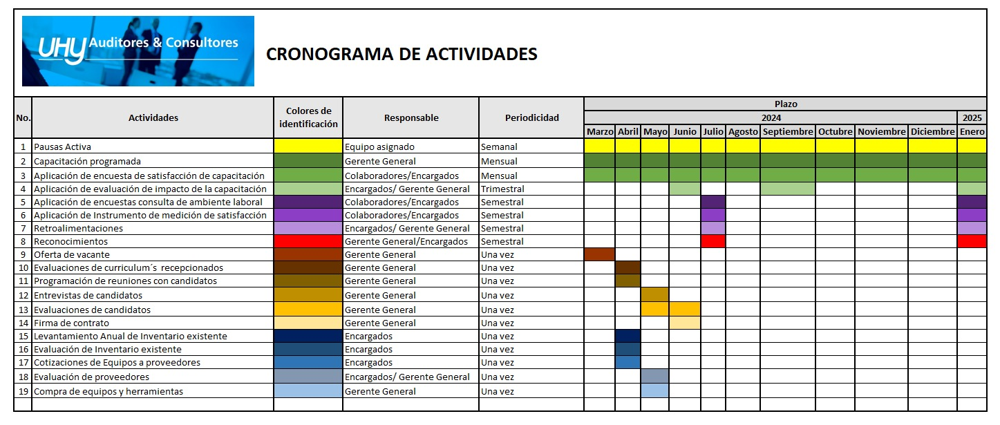 UHY Auditores & Consultores
CRONOGRAMA DE ACTIVIDADES
No. Actividades Colores de identificación Responsable Periodicidad Plazo
2024 2025
Marzo Abril Mayo Junio Julio Agosto Septiembre Octubre Noviembre Diciembre Enero
1 Pausas Activa Equipo asignado Semanal
2 Capacitación programada Gerente General Mensual
3 Aplicación de encuesta de satisfacción de capacitación Colaboradores/Encargados Mensual
4 Aplicación de evaluación de impacto de la capacitación Encargados/ Gerente General Trimestral
5 Aplicación de encuestas consulta de ambiente laboral Colaboradores/Encargados Semestral
6 Aplicación de Instrumento de medición de satisfacción Colaboradores/Encargados Semestral
7 Retroalimentaciones Encargados/ Gerente General Semestral
8 Reconocimientos Gerente General/Encargados Semestral
9 Oferta de vacante Gerente General Una vez
10 Evaluaciones de curriculum´s recepcionados Gerente General Una vez
11 Programación de reuniones con candidatos Gerente General Una vez
12 Entrevistas de candidatos Gerente General Una vez
13 Evaluaciones de candidatos Gerente General Una vez
14 Firma de contrato Gerente General Una vez
15 Levantamiento Anual de Inventario existente Encargados Una vez
16 Evaluación de Inventario existente Encargados Una vez
17 Cotizaciones de Equipos a proveedores Encargados Una vez
18 Evaluación de proveedores Encargados/ Gerente General Una vez
19 Compra de equipos y herramientas Gerente General Una vez